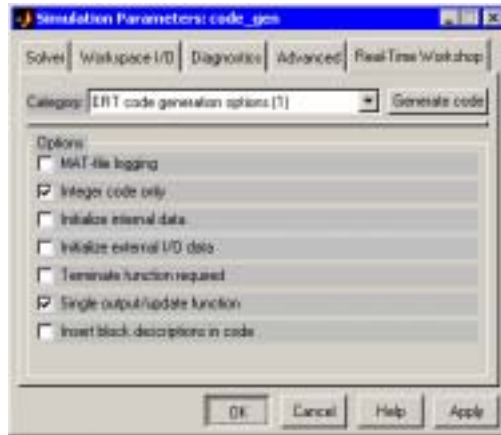 Simulation Parameters: code_gen
Solver Workspace I/O Diagnostics Advanced Real-Time Workshop
Category: ERT code generation options (1) Generate code
Options
MAT-file logging
Integer code only
Initialize internal data
Initialize external I/O data
Terminate function required
Single output/update function
Insert block descriptions in code
OK Cancel Help Apply